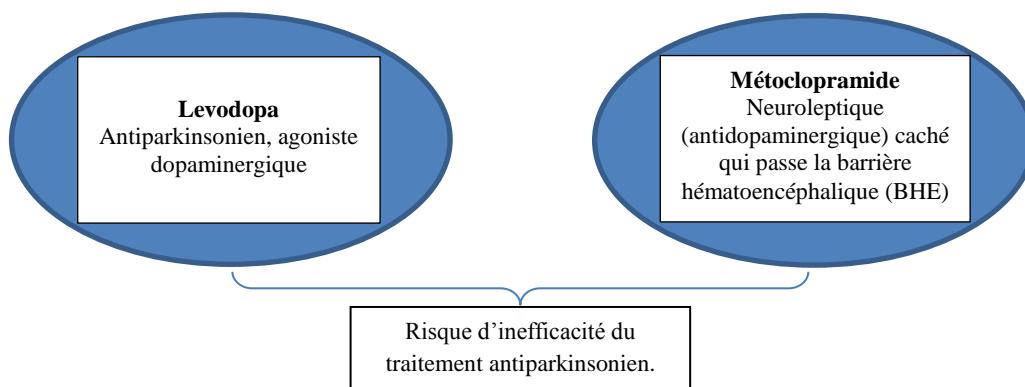 Levodopa
Antiparkinsonien, agoniste
dopaminergique
Métoclopramide
Neuroleptique
(antidopaminergique) caché
qui passe la barrière
hématoencéphalique (BHE)
Risque d’inefficacité du
traitement antiparkinsonien.